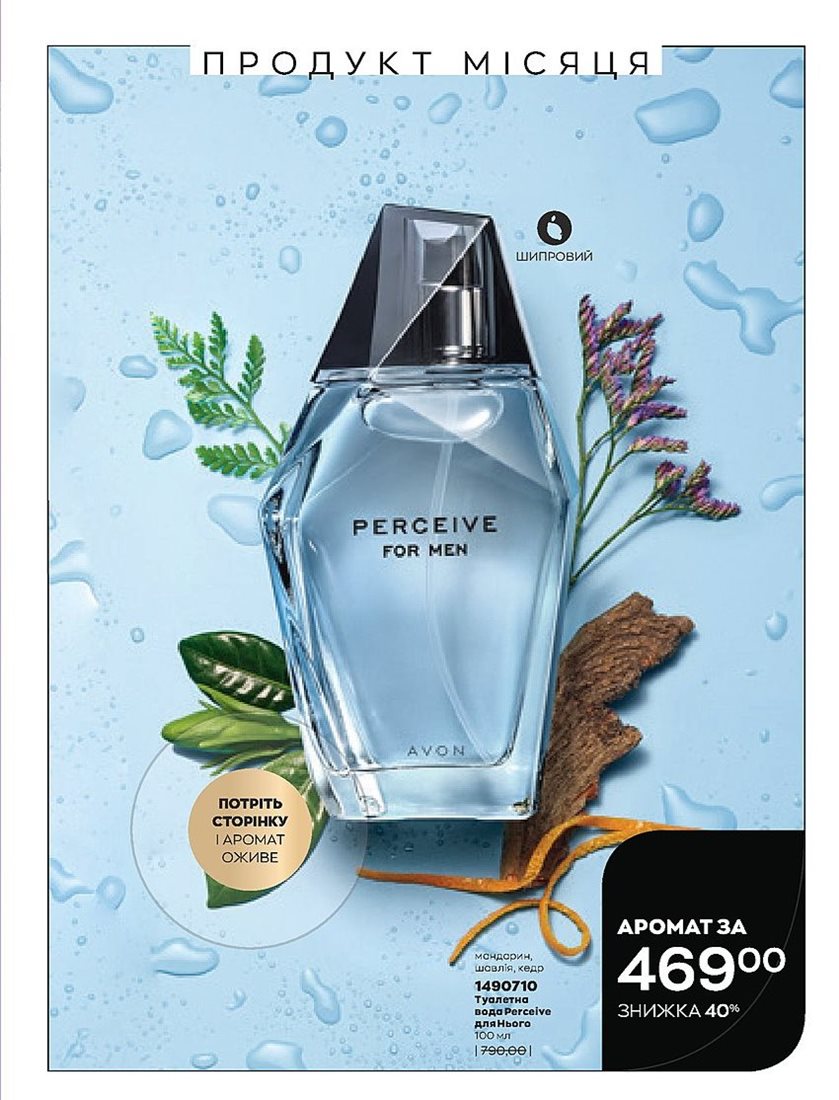 ПРОДУКТ МІСЯЦЯ
ШИПРОВИЙ
PERCEIVE
FOR MEN
AVON
ПОТРІТЬ
СТОРІНКУ
І АРОМАТ
ОЖИВЕ
мандарин,
шавлія, кедр
1490710
Туалетна
вода Perceive
для Нього
100 мл
|790,00|
АРОМАТ ЗА
469⁰⁰
ЗНИЖКА 40%